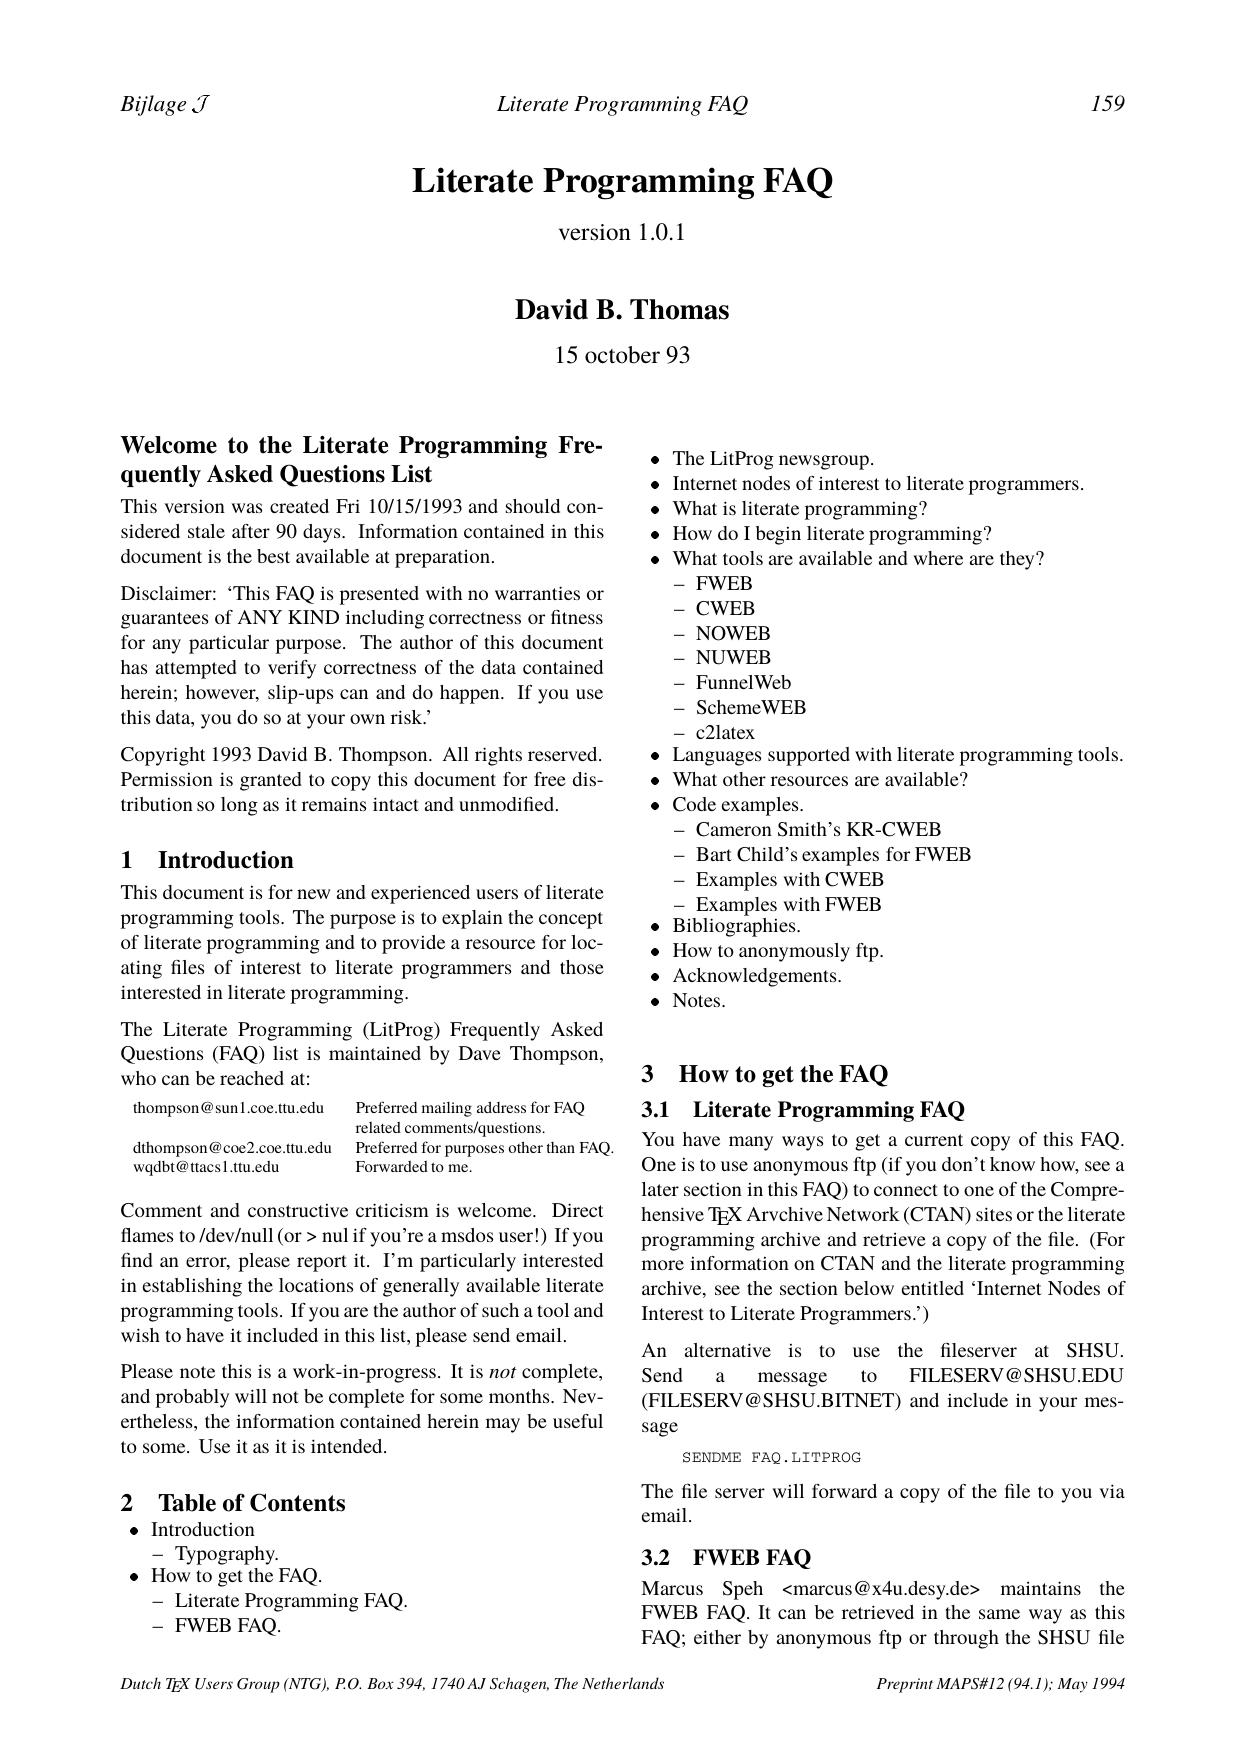 Bijlage J
Literate Programming FAQ
159
Literate Programming FAQ
version 1.0.1
David B. Thomas
15 october 93
Welcome to the Literate Programming Fre-
quently Asked Questions List
This version was created Fri 10/15/1993 and should con-
sidered stale after 90 days. Information contained in this
document is the best available at preparation.
Disclaimer: ‘This FAQ is presented with no warranties or
guarantees of ANY KIND including correctness or fitness
for any particular purpose. The author of this document
has attempted to verify correctness of the data contained
herein; however, slip-ups can and do happen. If you use
this data, you do so at your own risk.’
Copyright 1993 David B. Thompson. All rights reserved.
Permission is granted to copy this document for free dis-
tribution so long as it remains intact and unmodified.
1 Introduction
This document is for new and experienced users of literate
programming tools. The purpose is to explain the concept
of literate programming and to provide a resource for loc-
ating files of interest to literate programmers and those
interested in literate programming.
The Literate Programming (LitProg) Frequently Asked
Questions (FAQ) list is maintained by Dave Thompson,
who can be reached at:
thompson@sun1.coe.ttu.edu Preferred mailing address for FAQ
related comments/questions.
dthompson@coe2.coe.ttu.edu Preferred for purposes other than FAQ.
wqdbt@ttacs1.ttu.edu Forwarded to me.
Comment and constructive criticism is welcome. Direct
flames to /dev/null (or > nul if you’re a msdos user!) If you
find an error, please report it. I’m particularly interested
in establishing the locations of generally available literate
programming tools. If you are the author of such a tool and
wish to have it included in this list, please send email.
Please note this is a work-in-progress. It is not complete,
and probably will not be complete for some months. Nev-
ertheless, the information contained herein may be useful
to some. Use it as it is intended.
2 Table of Contents
• Introduction
– Typography.
• How to get the FAQ.
– Literate Programming FAQ.
– FWEB FAQ.
• The LitProg newsgroup.
• Internet nodes of interest to literate programmers.
• What is literate programming?
• How do I begin literate programming?
• What tools are available and where are they?
– FWEB
– CWEB
– NOWEB
– NUWEB
– FunnelWeb
– SchemeWEB
– c2latex
• Languages supported with literate programming tools.
• What other resources are available?
• Code examples.
– Cameron Smith’s KR-CWEB
– Bart Child’s examples for FWEB
– Examples with CWEB
– Examples with FWEB
• Bibliographies.
• How to anonymously ftp.
• Acknowledgements.
• Notes.
3 How to get the FAQ
3.1 Literate Programming FAQ
You have many ways to get a current copy of this FAQ.
One is to use anonymous ftp (if you don’t know how, see a
later section in this FAQ) to connect to one of the Compre-
hensive TEX Arvchive Network (CTAN) sites or the literate
programming archive and retrieve a copy of the file. (For
more information on CTAN and the literate programming
archive, see the section below entitled ‘Internet Nodes of
Interest to Literate Programmers.’)
An alternative is to use the fileserver at SHSU.
Send a message to FILESERV@SHSU.EDU
(FILESERV@SHSU.BITNET) and include in your mes-
sage
SENDME FAQ.LITPROG
The file server will forward a copy of the file to you via
email.
3.2 FWEB FAQ
Marcus Speh <marcus@x4u.desy.de> maintains the
FWEB FAQ. It can be retrieved in the same way as this
FAQ; either by anonymous ftp or through the SHSU file
Dutch TEX Users Group (NTG), P.O. Box 394, 1740 AJ Schagen, The Netherlands
Preprint MAPS#12 (94.1); May 1994